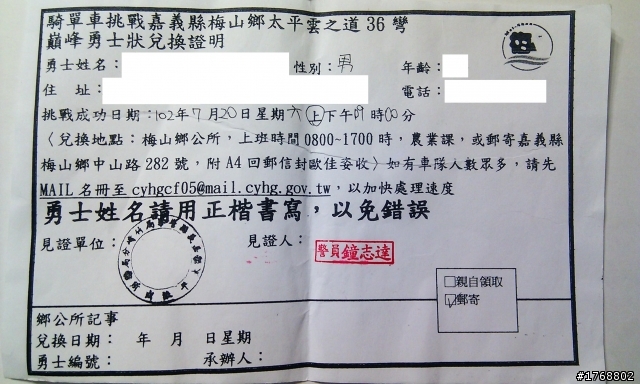 騎單車挑戰嘉義縣梅山鄉太平雲之道36彎
巔峰勇士狀兌換證明
勇士姓名： 性別：男 年齡：
住 址： 電話：
挑戰成功日期：102年7月20日星期六 上下午09時00分
〈兌換地點：梅山鄉公所，上班時間0800~1700時，農業課，或郵寄嘉義縣
梅山鄉中山路282號，附A4回郵信封歐佳姿收〉如有車隊人數眾多，請先
MAIL名冊至cyhgcf05@mail.cyhg.gov.tw，以加快處理速度
勇士姓名請用正楷書寫，以免錯誤
見證單位： 見證人：警員鐘志達
□親自領取
☑郵寄
鄉公所記事
兌換日期： 年 月 日星期
勇士編號： 承辦人：
#1768802